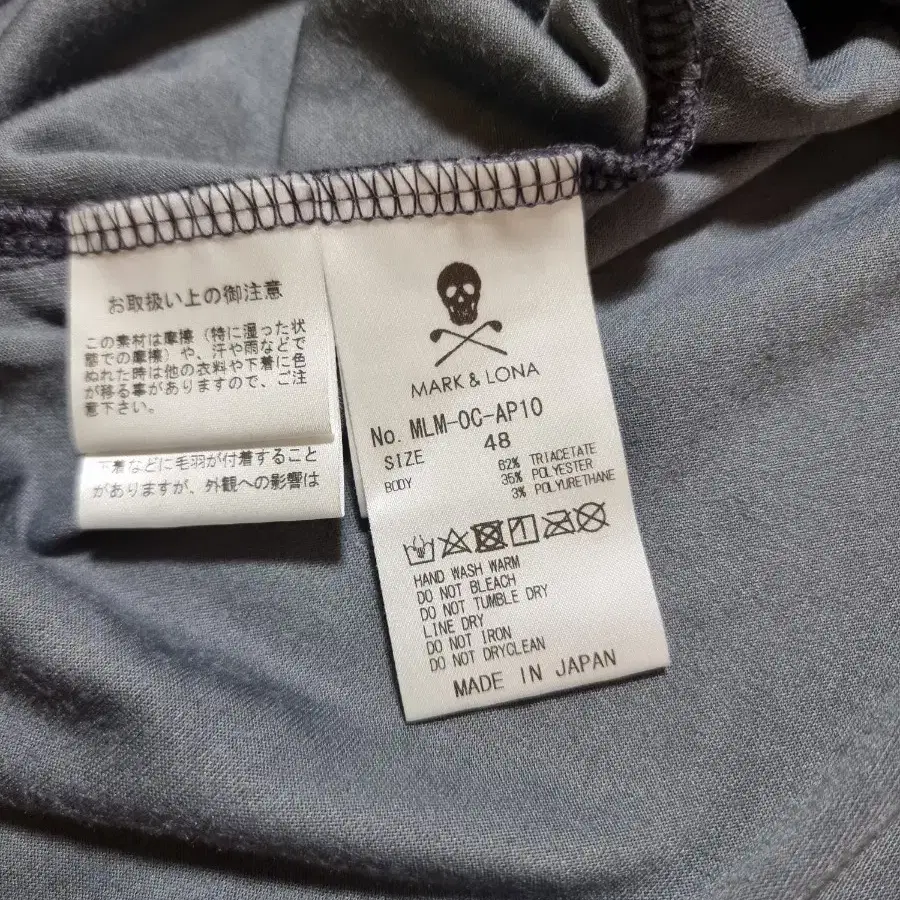 お取扱い上の御注意
この素材は摩擦（特に湿った状
態での摩擦）や、汗や雨などで
ぬれた時は他の衣料や下着に色
が移る事がありますので、ご注
意下さい。
下着などに毛羽が付着すること
がありますが、外観への影響は
MARK & LONA
No. MLM-OC-AP10
SIZE 48
BODY 62% TRIACETATE
35% POLYESTER
3% POLYURETHANE
HAND WASH WARM
DO NOT BLEACH
DO NOT TUMBLE DRY
LINE DRY
DO NOT IRON
DO NOT DRYCLEAN
MADE IN JAPAN